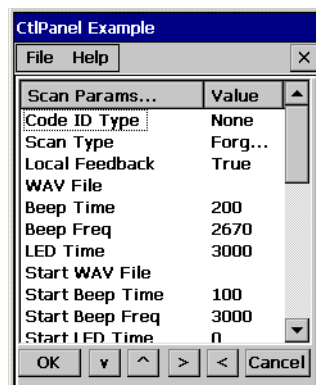 CtlPanel Example
File Help ×
Scan Params... Value
Code ID Type None
Scan Type Forg...
Local Feedback True
WAV File
Beep Time 200
Beep Freq 2670
LED Time 3000
Start WAV File
Start Beep Time 100
Start Beep Freq 3000
Start LED Time 0
OK v ^ > < Cancel